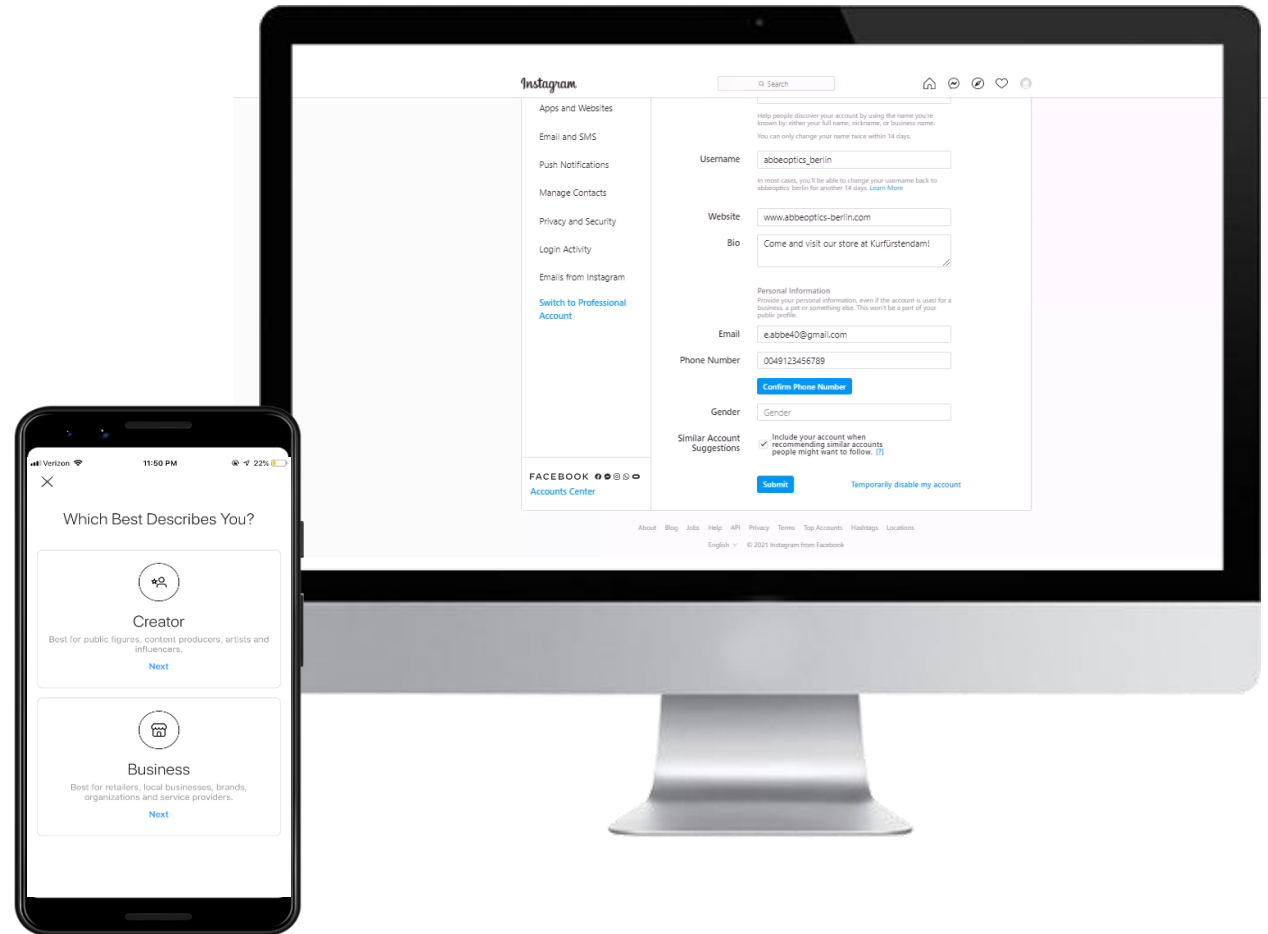 Instagram
Search
Apps and Websites
Email and SMS
Push Notifications
Manage Contacts
Privacy and Security
Login Activity
Emails from Instagram
Switch to Professional
Account
FACEBOOK
Accounts Center
Help people discover your account by using the name you're
known by: either your full name, nickname, or business name.
You can only change your name twice within 14 days.
Username
abbeoptics_berlin
In most cases, you'll be able to change your username back to
abbeoptics berlin for another 14 days. Learn More
Website
www.abbeoptics-berlin.com
Bio
Come and visit our store at Kurfürstendam!
Personal Information
Provide your personal information, even if the account is used for a
business, a pet or something else. This won't be a part of your
public profile.
Email
e.abbe40@gmail.com
Phone Number
0049123456789
Confirm Phone Number
Gender
Gender
Similar Account
Suggestions
Include your account when
recommending similar accounts
people might want to follow. [?]
Submit
Temporarily disable my account
About Blog Jobs Help API Privacy Terms Top Accounts Hashtags Locations
English © 2021 Instagram from Facebook
Verizon 11:50 PM 22%
Which Best Describes You?
Creator
Best for public figures, content producers, artists and
influencers.
Next
Business
Best for retailers, local businesses, brands,
organizations and service providers.
Next